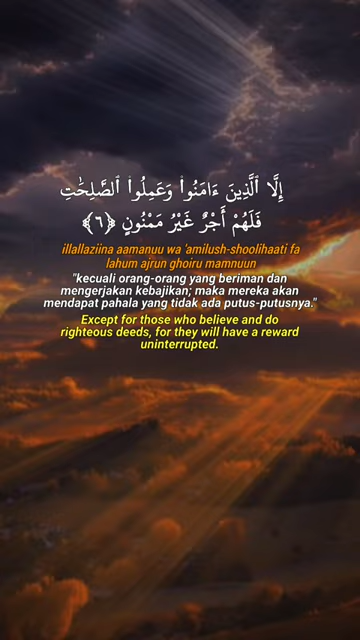 إِلَّا ٱلَّذِينَ ءَامَنُوا۟ وَعَمِلُوا۟ ٱلصَّـٰلِحَـٰتِ
فَلَهُمْ أَجْرٌ غَيْرُ مَمْنُونٍ ﴿٦﴾
illallaziina aamanuu wa 'amilush-shoolihaati fa
lahum ajrun ghoiru mamnuun
"kecuali orang-orang yang beriman dan
mengerjakan kebajikan; maka mereka akan
mendapat pahala yang tidak ada putus-putusnya."
Except for those who believe and do
righteous deeds, for they will have a reward
uninterrupted.